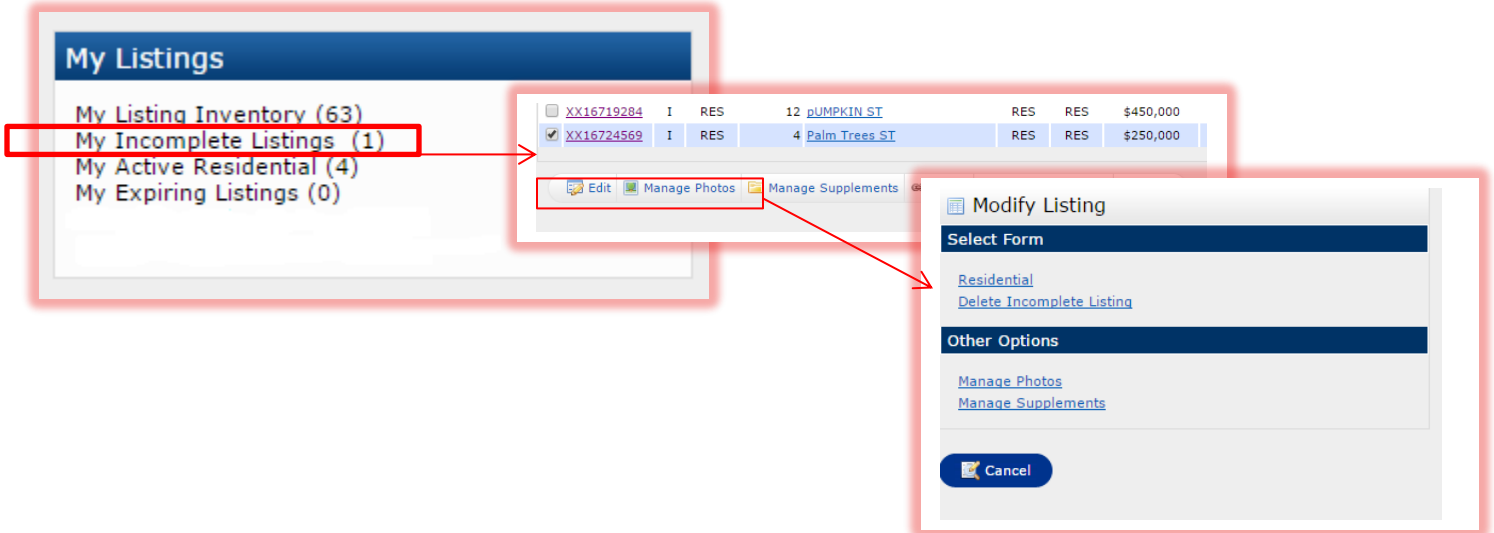 My Listings
My Listing Inventory (63)
My Incomplete Listings (1)
My Active Residential (4)
My Expiring Listings (0)
XX16719284 I RES 12 pUMPKIN ST RES RES $450,000
XX16724569 I RES 4 Palm Trees ST RES RES $250,000
Edit Manage Photos Manage Supplements
Modify Listing
Select Form
Residential
Delete Incomplete Listing
Other Options
Manage Photos
Manage Supplements
Cancel